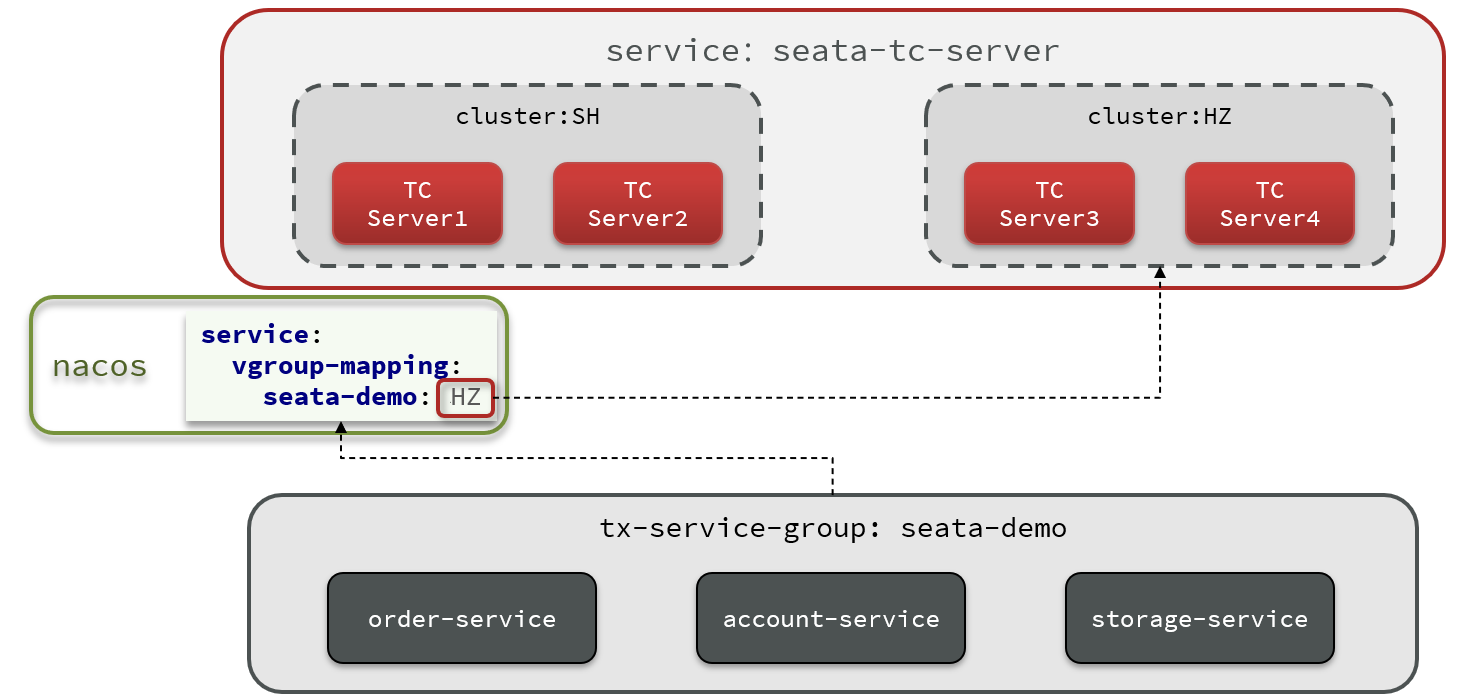 service: seata-tc-server
cluster:SH
TC
Server1
TC
Server2
cluster:HZ
TC
Server3
TC
Server4
nacos
service:
vgroup-mapping:
seata-demo: HZ
tx-service-group: seata-demo
order-service
account-service
storage-service